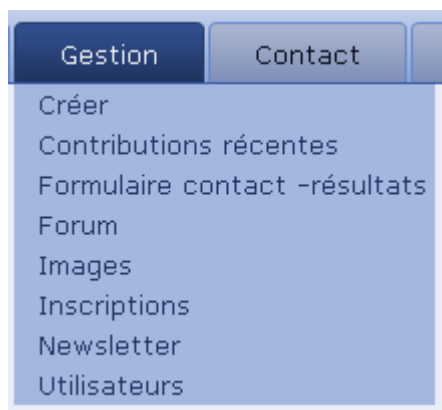 Gestion Contact
Créer
Contributions récentes
Formulaire contact -résultats
Forum
Images
Inscriptions
Newsletter
Utilisateurs